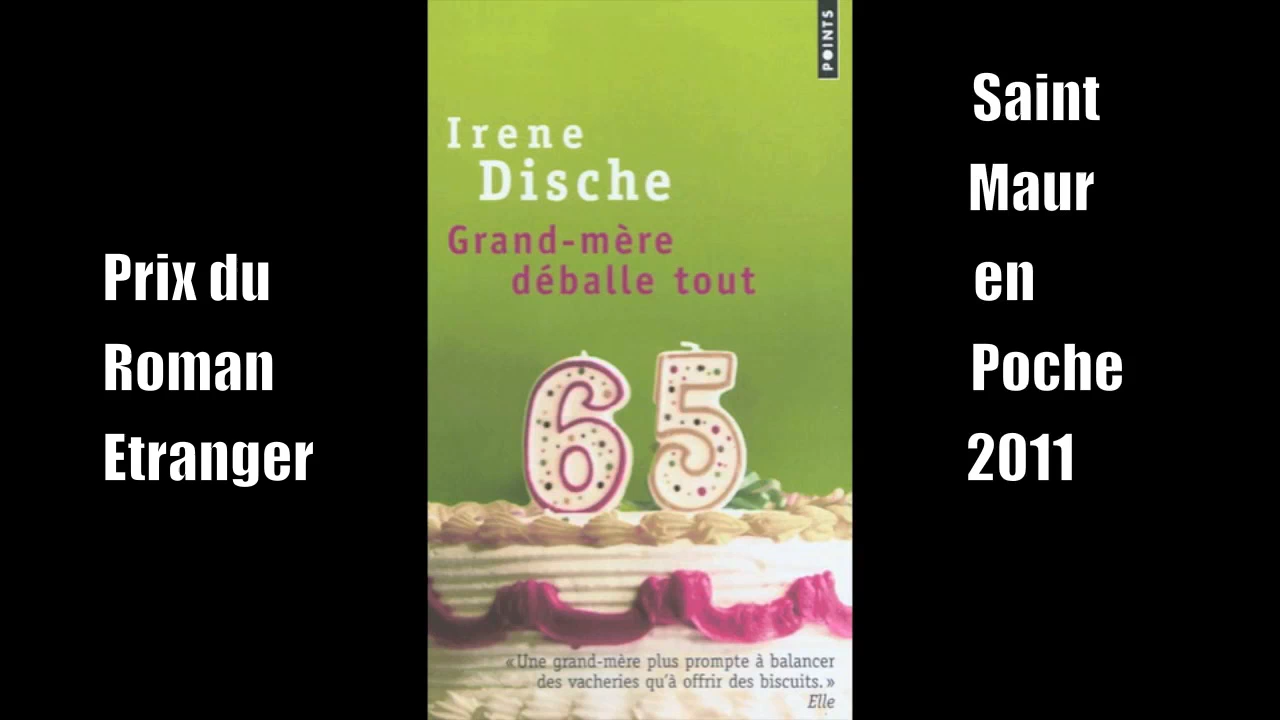 Prix du
Roman
Etranger
POINTS
Irene
Dische
Grand-mère
déballe tout
65
«Une grand-mère plus prompte à balancer
des vacheries qu'à offrir des biscuits.»
Elle
Saint
Maur
en
Poche
2011